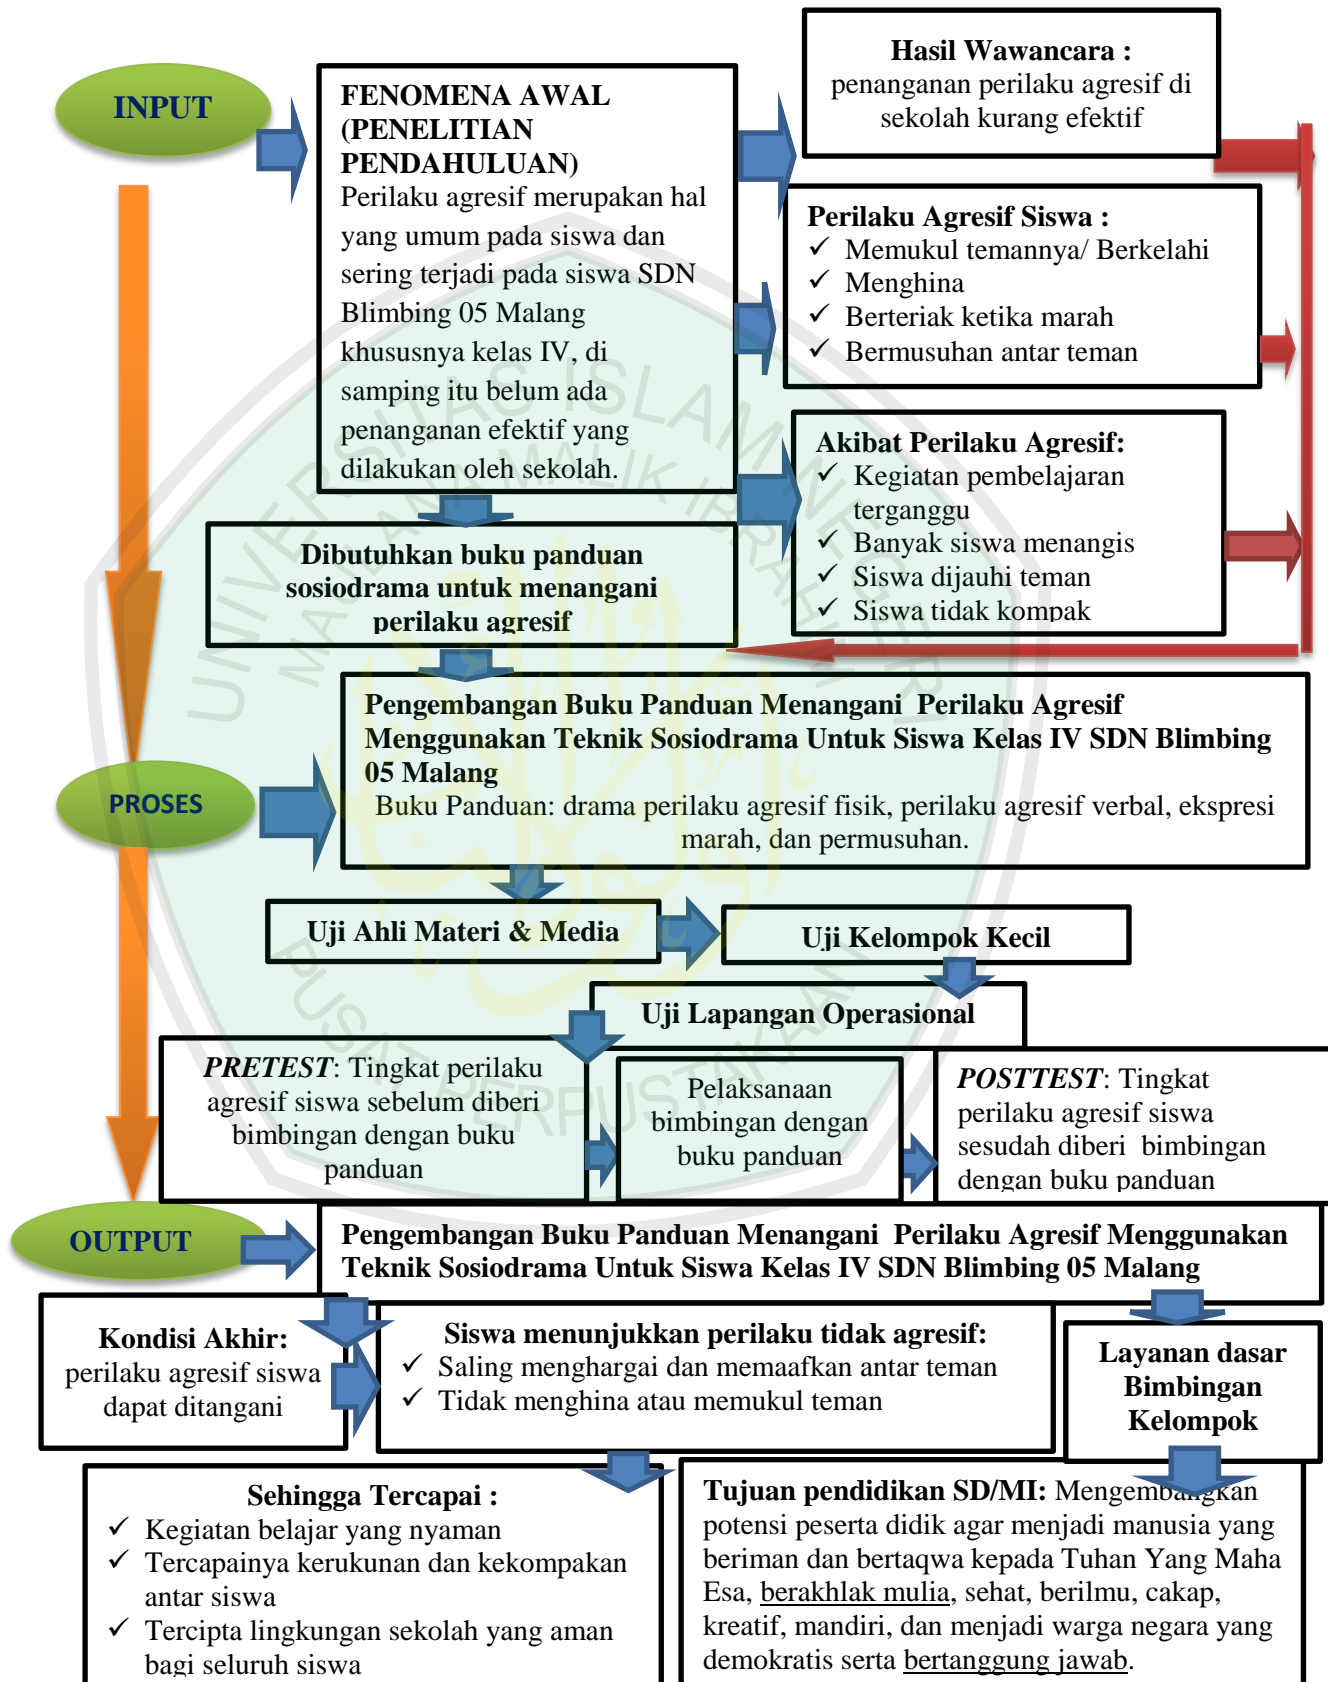 INPUT
FENOMENA AWAL
(PENELITIAN
PENDAHULUAN)
Perilaku agresif merupakan hal
yang umum pada siswa dan
sering terjadi pada siswa SDN
Blimbing 05 Malang
khususnya kelas IV, di
samping itu belum ada
penanganan efektif yang
dilakukan oleh sekolah.
Hasil Wawancara :
penanganan perilaku agresif di
sekolah kurang efektif
Perilaku Agresif Siswa :
✓ Memukul temannya/ Berkelahi
✓ Menghina
✓ Berteriak ketika marah
✓ Bermusuhan antar teman
Akibat Perilaku Agresif:
✓ Kegiatan pembelajaran
terganggu
✓ Banyak siswa menangis
✓ Siswa dijauhi teman
✓ Siswa tidak kompak
Dibutuhkan buku panduan
sosiodrama untuk menangani
perilaku agresif
PROSES
Pengembangan Buku Panduan Menangani Perilaku Agresif
Menggunakan Teknik Sosiodrama Untuk Siswa Kelas IV SDN Blimbing
05 Malang
Buku Panduan: drama perilaku agresif fisik, perilaku agresif verbal, ekspresi
marah, dan permusuhan.
Uji Ahli Materi & Media
Uji Kelompok Kecil
Uji Lapangan Operasional
PRETEST: Tingkat perilaku
agresif siswa sebelum diberi
bimbingan dengan buku
panduan
Pelaksanaan
bimbingan dengan
buku panduan
POSTTEST: Tingkat
perilaku agresif siswa
sesudah diberi bimbingan
dengan buku panduan
OUTPUT
Pengembangan Buku Panduan Menangani Perilaku Agresif Menggunakan
Teknik Sosiodrama Untuk Siswa Kelas IV SDN Blimbing 05 Malang
Kondisi Akhir:
perilaku agresif siswa
dapat ditangani
Siswa menunjukkan perilaku tidak agresif:
✓ Saling menghargai dan memaafkan antar teman
✓ Tidak menghina atau memukul teman
Layanan dasar
Bimbingan
Kelompok
Sehingga Tercapai :
✓ Kegiatan belajar yang nyaman
✓ Tercapainya kerukunan dan kekompakan
antar siswa
✓ Tercipta lingkungan sekolah yang aman
bagi seluruh siswa
Tujuan pendidikan SD/MI: Mengembangkan
potensi peserta didik agar menjadi manusia yang
beriman dan bertaqwa kepada Tuhan Yang Maha
Esa, berakhlak mulia, sehat, berilmu, cakap,
kreatif, mandiri, dan menjadi warga negara yang
demokratis serta bertanggung jawab.
UNIVERSITAS ISLAM NEGERI
MAULANA MALIK IBRAHIM
PUSAT PERPUSTAKAAN